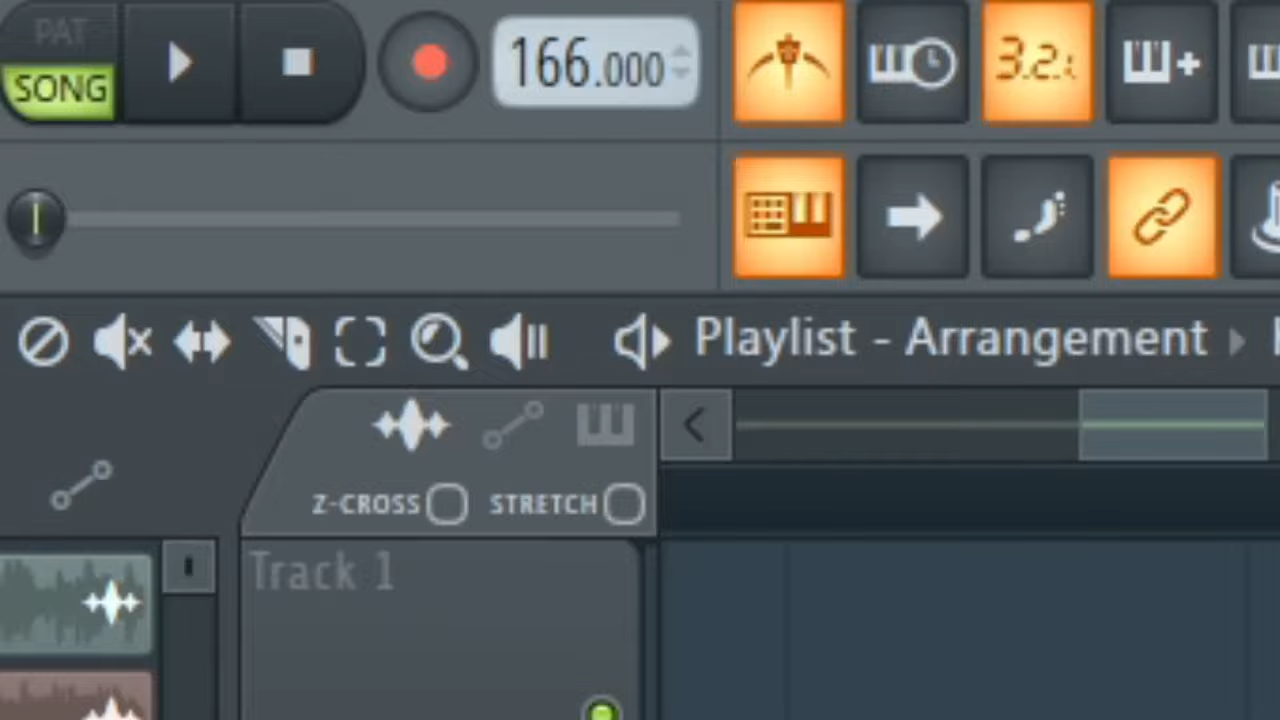 PAT
SONG
166.000
3.2.
Playlist - Arrangement
Z-CROSS STRETCH
Track 1